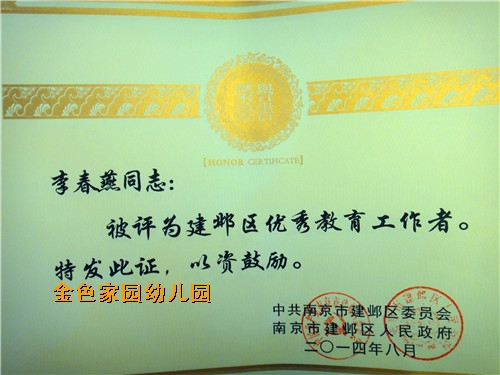 [HONOR CERTIFICATE]
李春燕同志:
被评为建邺区优秀教育工作者。
特发此证，以资鼓励。
金色家园幼儿园
中共南京市建邺区委员会
南京市建邺区人民政府
二〇一四年八月